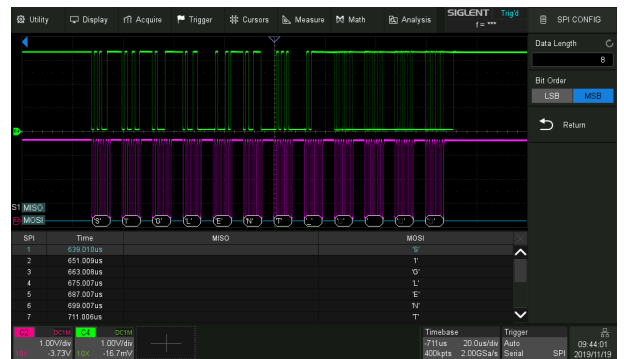 Utility Display Acquire Trigger Cursors Measure Math Analysis SIGLENT Trig'd
f = ***
SPI CONFIG
Data Length
8
Bit Order
LSB MSB
Return
S1 MISO
MOSI
'S' 'G' 'L' 'E' 'N' 'T'
SPI Time MISO MOSI
1 639.010us 'S'
2 651.009us
3 663.008us 'G'
4 675.007us 'L'
5 687.007us 'E'
6 699.007us 'N'
7 711.006us 'T'
C2 DC1M C4 DC1M
1.00V/div 1.00V/div
10X -3.73V 10X -16.7mV
Timebase Trigger
-711us 20.0us/div Auto
400kpts 2.00GSa/s Serial SPI
09:44:01
2019/11/19